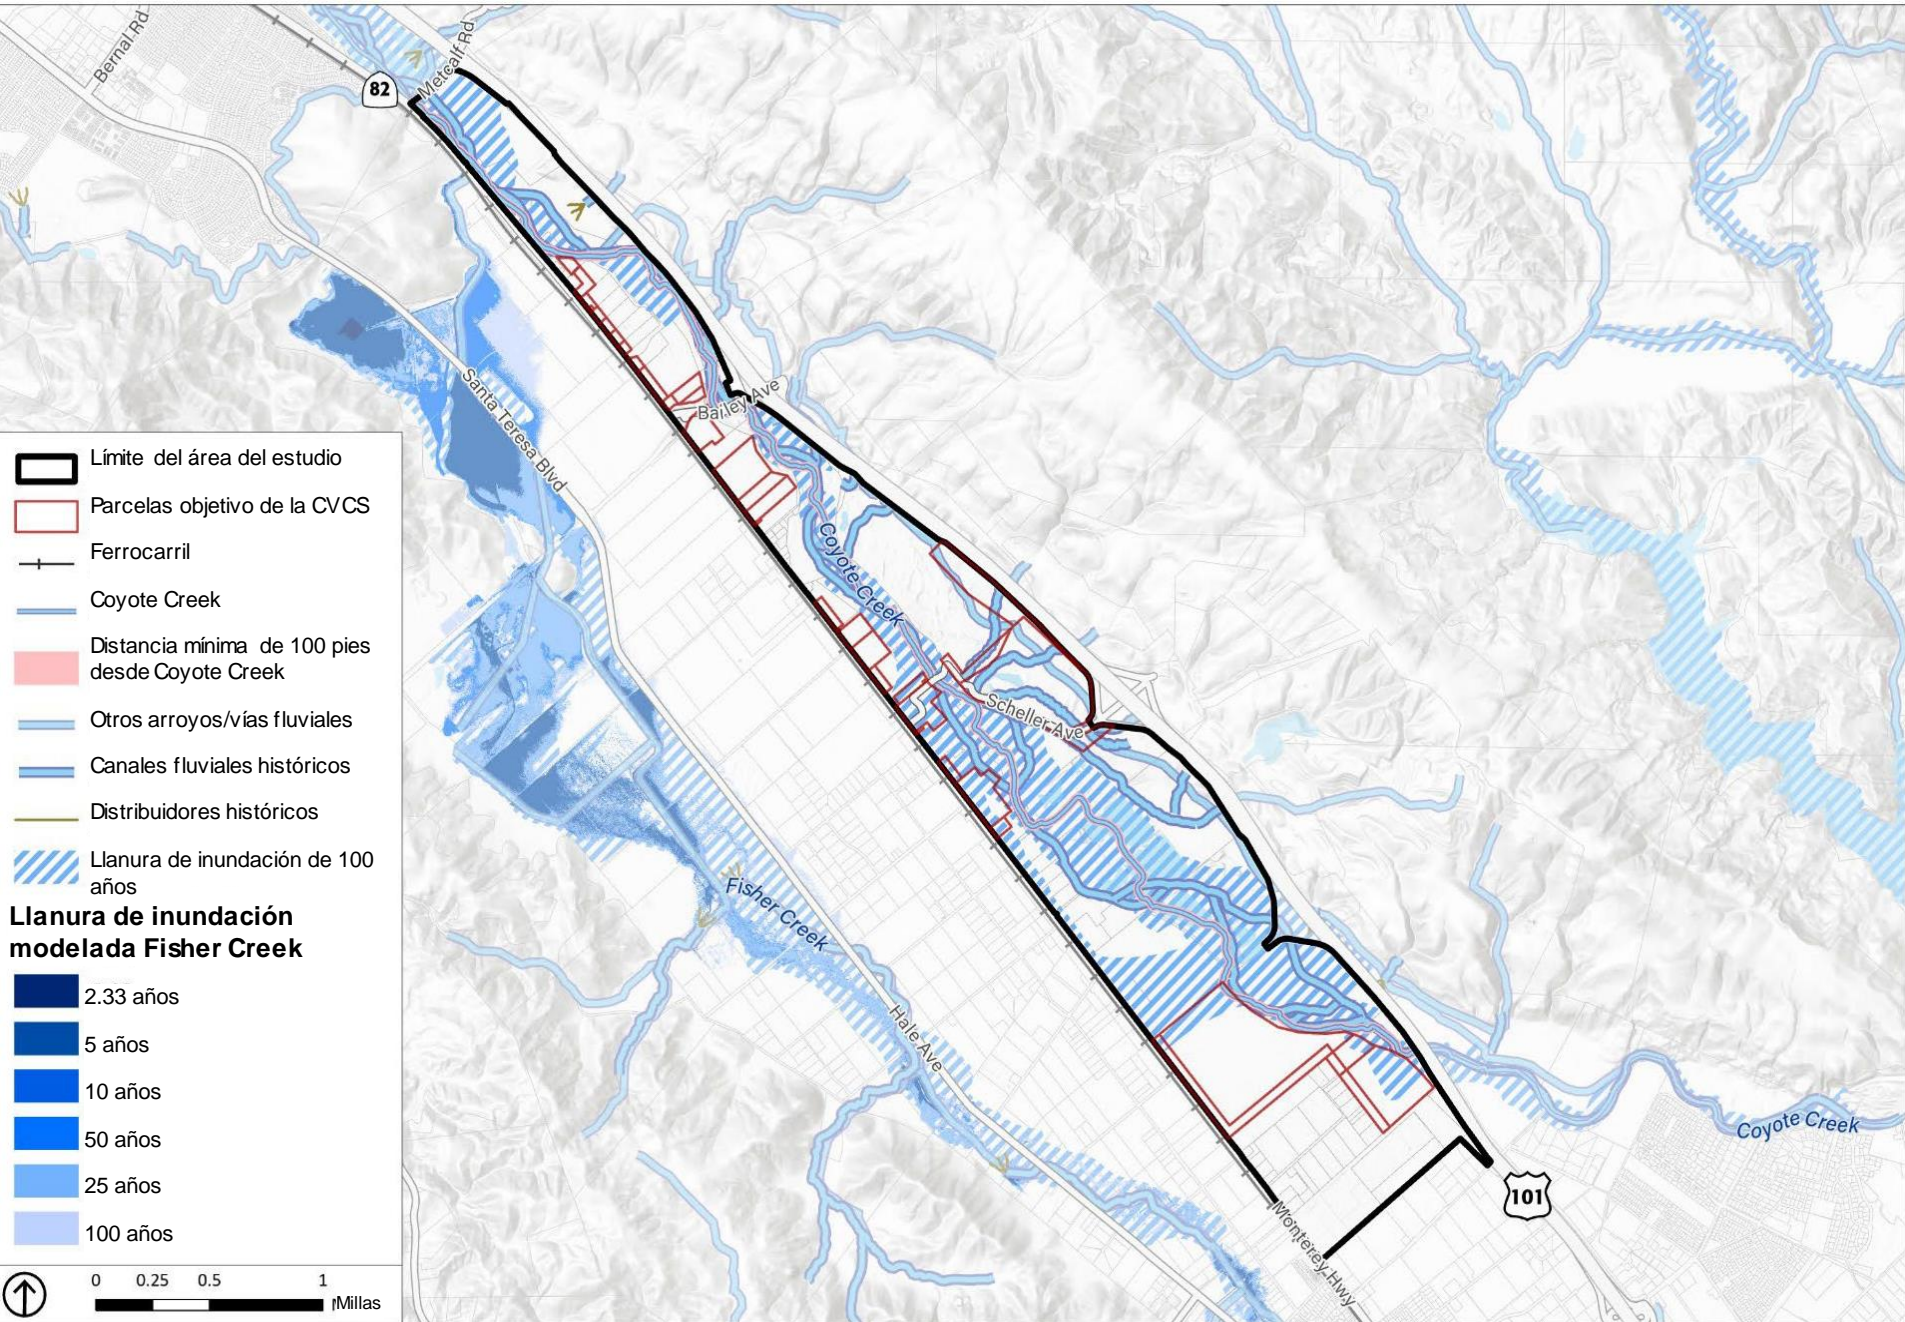 Bernal Rd
82
Metcalf Rd
Santa Teresa Blvd
Bailey Ave
Coyote Creek
Scheller Ave
Fisher Creek
Hale Ave
Coyote Creek
101
Monterey Hwy
Límite del área del estudio
Parcelas objetivo de la CVCS
Ferrocarril
Coyote Creek
Distancia mínima de 100 pies
desde Coyote Creek
Otros arroyos/vías fluviales
Canales fluviales históricos
Distribuidores históricos
Llanura de inundación de 100
años
Llanura de inundación
modelada Fisher Creek
2.33 años
5 años
10 años
50 años
25 años
100 años
0 0.25 0.5 1
Millas